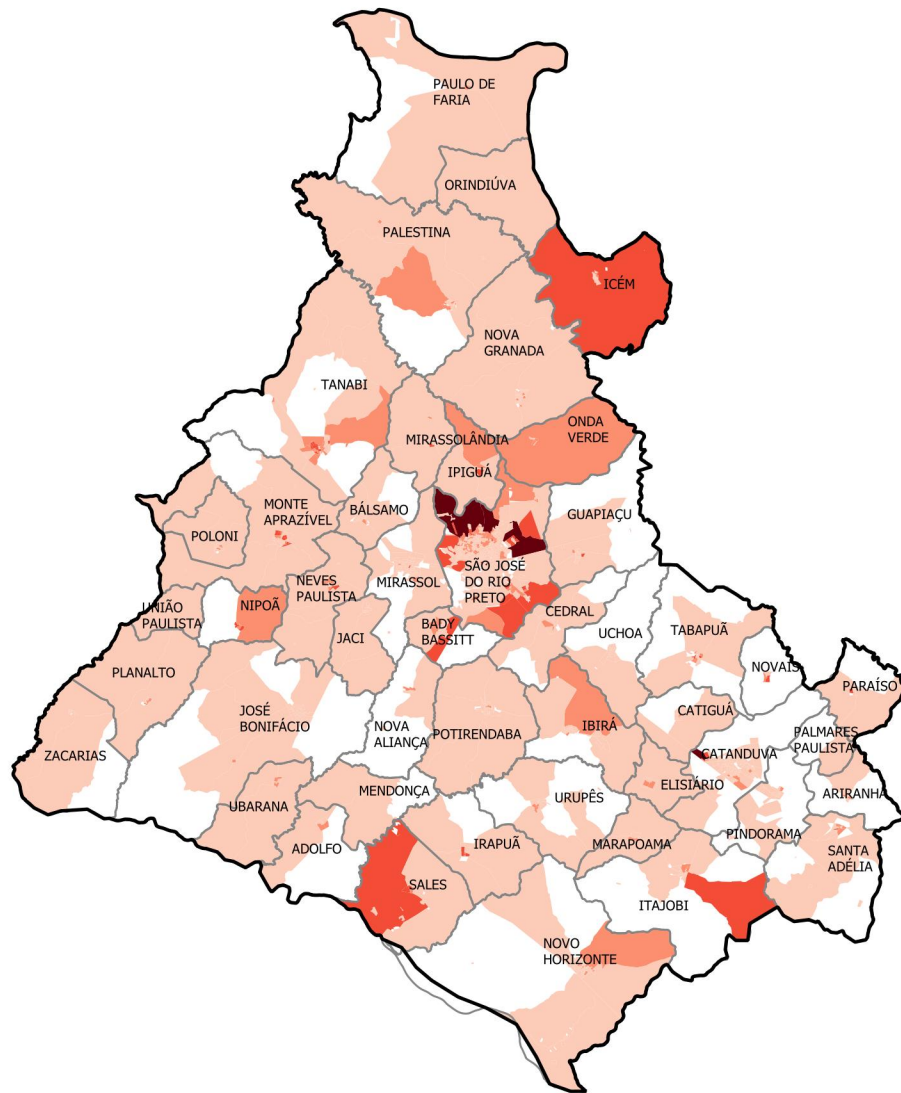 PAULO DE
FARIA
ORINDIÚVA
PALESTINA
ICÉM
NOVA
GRANADA
TANABI
ONDA
VERDE
MIRASSOLÂNDIA
IPIGUÁ
MONTE
APRAZÍVEL
BÁLSAMO
GUAPIAÇU
POLONI
SÃO JOSÉ
DO RIO
PRETO
NEVES
PAULISTA
MIRASSOL
UNIÃO
PAULISTA
NIPOÃ
CEDRAL
BADY
BASSITT
JACI
UCHOA
TABAPUÃ
PLANALTO
NOVAIS
PARAÍSO
JOSÉ
BONIFÁCIO
NOVA
ALIANÇA
POTIRENDABA
IBIRÁ
CATIGUÁ
PALMARES
PAULISTA
ZACARIAS
CATANDUVA
ELISIÁRIO
MENDONÇA
ARIRANHA
UBARANA
URUPÊS
PINDORAMA
ADOLFO
IRAPUÃ
MARAPOAMA
SANTA
ADÉLIA
SALES
ITAJOBI
NOVO
HORIZONTE